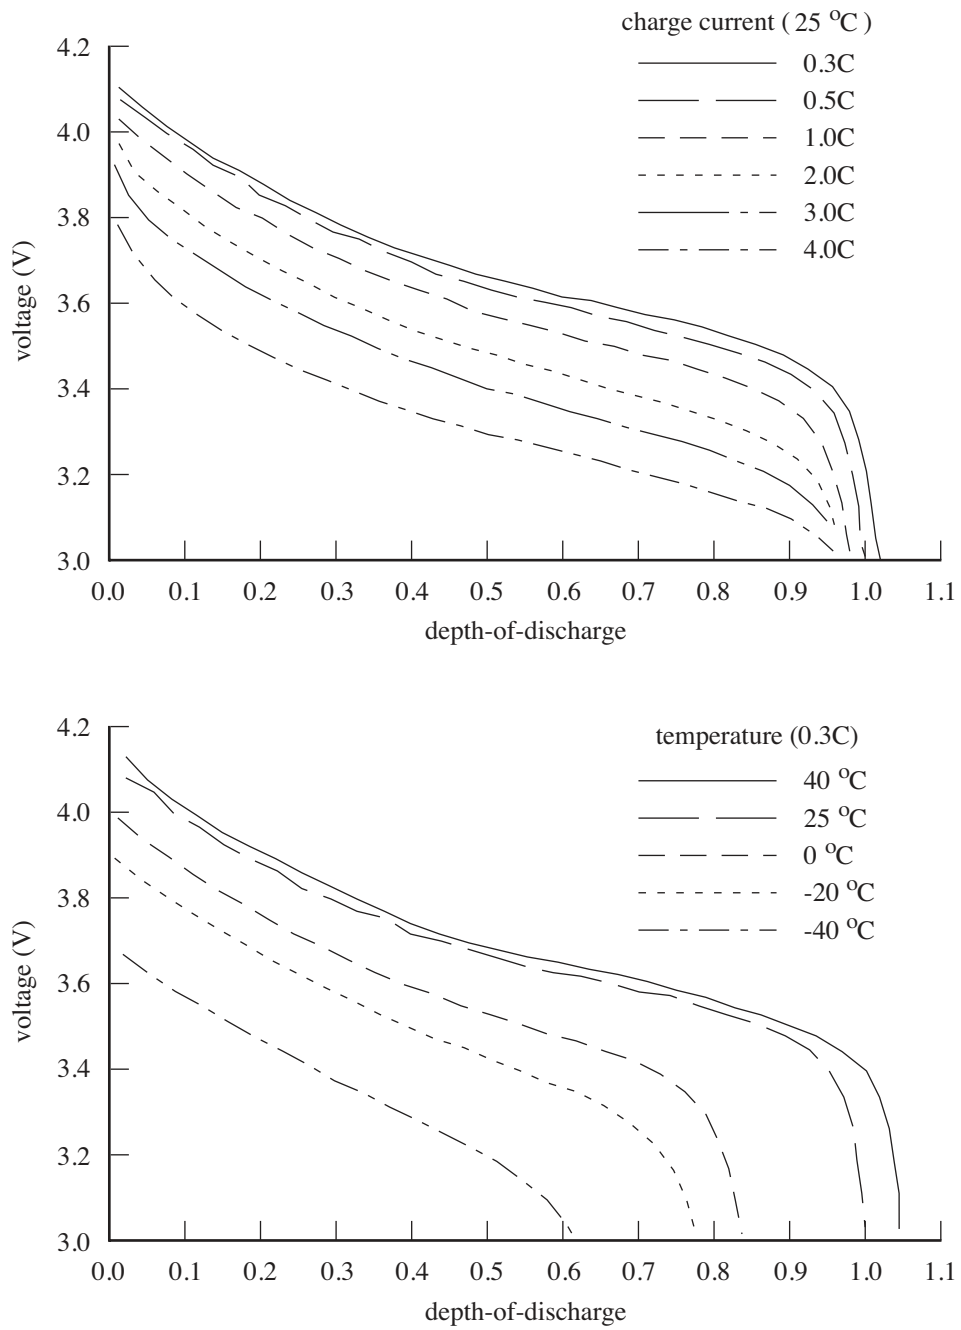 charge current ( 25 °C )
0.3C
0.5C
1.0C
2.0C
3.0C
4.0C
4.2
4.0
3.8
3.6
3.4
3.2
3.0
voltage (V)
0.0 0.1 0.2 0.3 0.4 0.5 0.6 0.7 0.8 0.9 1.0 1.1
depth-of-discharge
temperature (0.3C)
40 °C
25 °C
0 °C
-20 °C
-40 °C
4.2
4.0
3.8
3.6
3.4
3.2
3.0
voltage (V)
0.0 0.1 0.2 0.3 0.4 0.5 0.6 0.7 0.8 0.9 1.0 1.1
depth-of-discharge